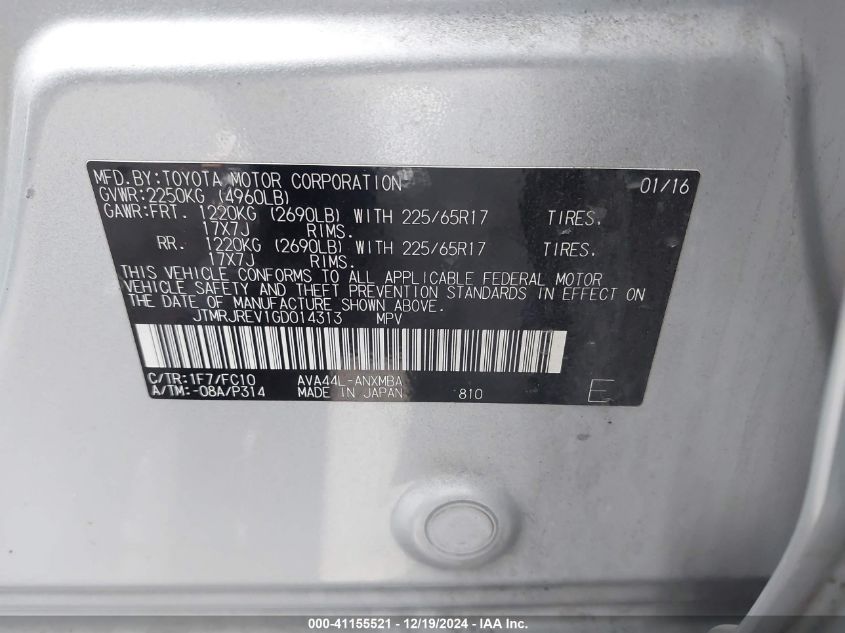 MFD.BY:TOYOTA MOTOR CORPORATION 01/16
GVWR:2250KG (4960LB)
GAWR:FRT. 1220KG (2690LB) WITH 225/65R17 TIRES,
17X7J RIMS.
RR. 1220KG (2690LB) WITH 225/65R17 TIRES,
17X7J RIMS.
THIS VEHICLE CONFORMS TO ALL APPLICABLE FEDERAL MOTOR
VEHICLE SAFETY AND THEFT PREVENTION STANDARDS IN EFFECT ON
THE DATE OF MANUFACTURE SHOWN ABOVE.
JTMRJREV1GD014313 MPV
C/TR:1F7/FC10 AVA44L-ANXMBA
A/TM:-08A/P314 MADE IN JAPAN 810 E
000-41155521 - 12/19/2024 - IAA Inc.